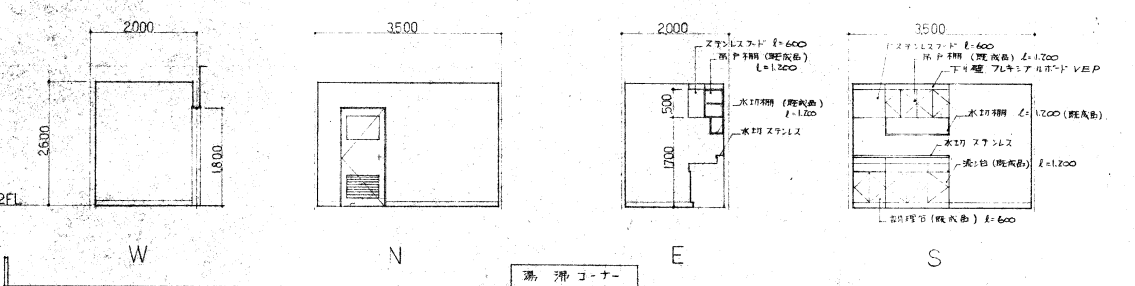 2,000
3,500
2,000
3,500
ステンレスフード ℓ=600
吊戸棚 (既成品)
ℓ=1,200
ステンレスフード ℓ=600
吊戸棚 (既成品) ℓ=1,200
下り壁 フレキシブルボード VEP
2,600
1,800
500
1,700
水切棚 (既成品)
ℓ=1,200
水切ステンレス
水切棚 ℓ=1,200 (既成品)
水切 ステンレス
流し台 (既成品) ℓ=1,200
調理台 (既成品) ℓ=600
2FL
W
N
E
S
湯沸コーナー